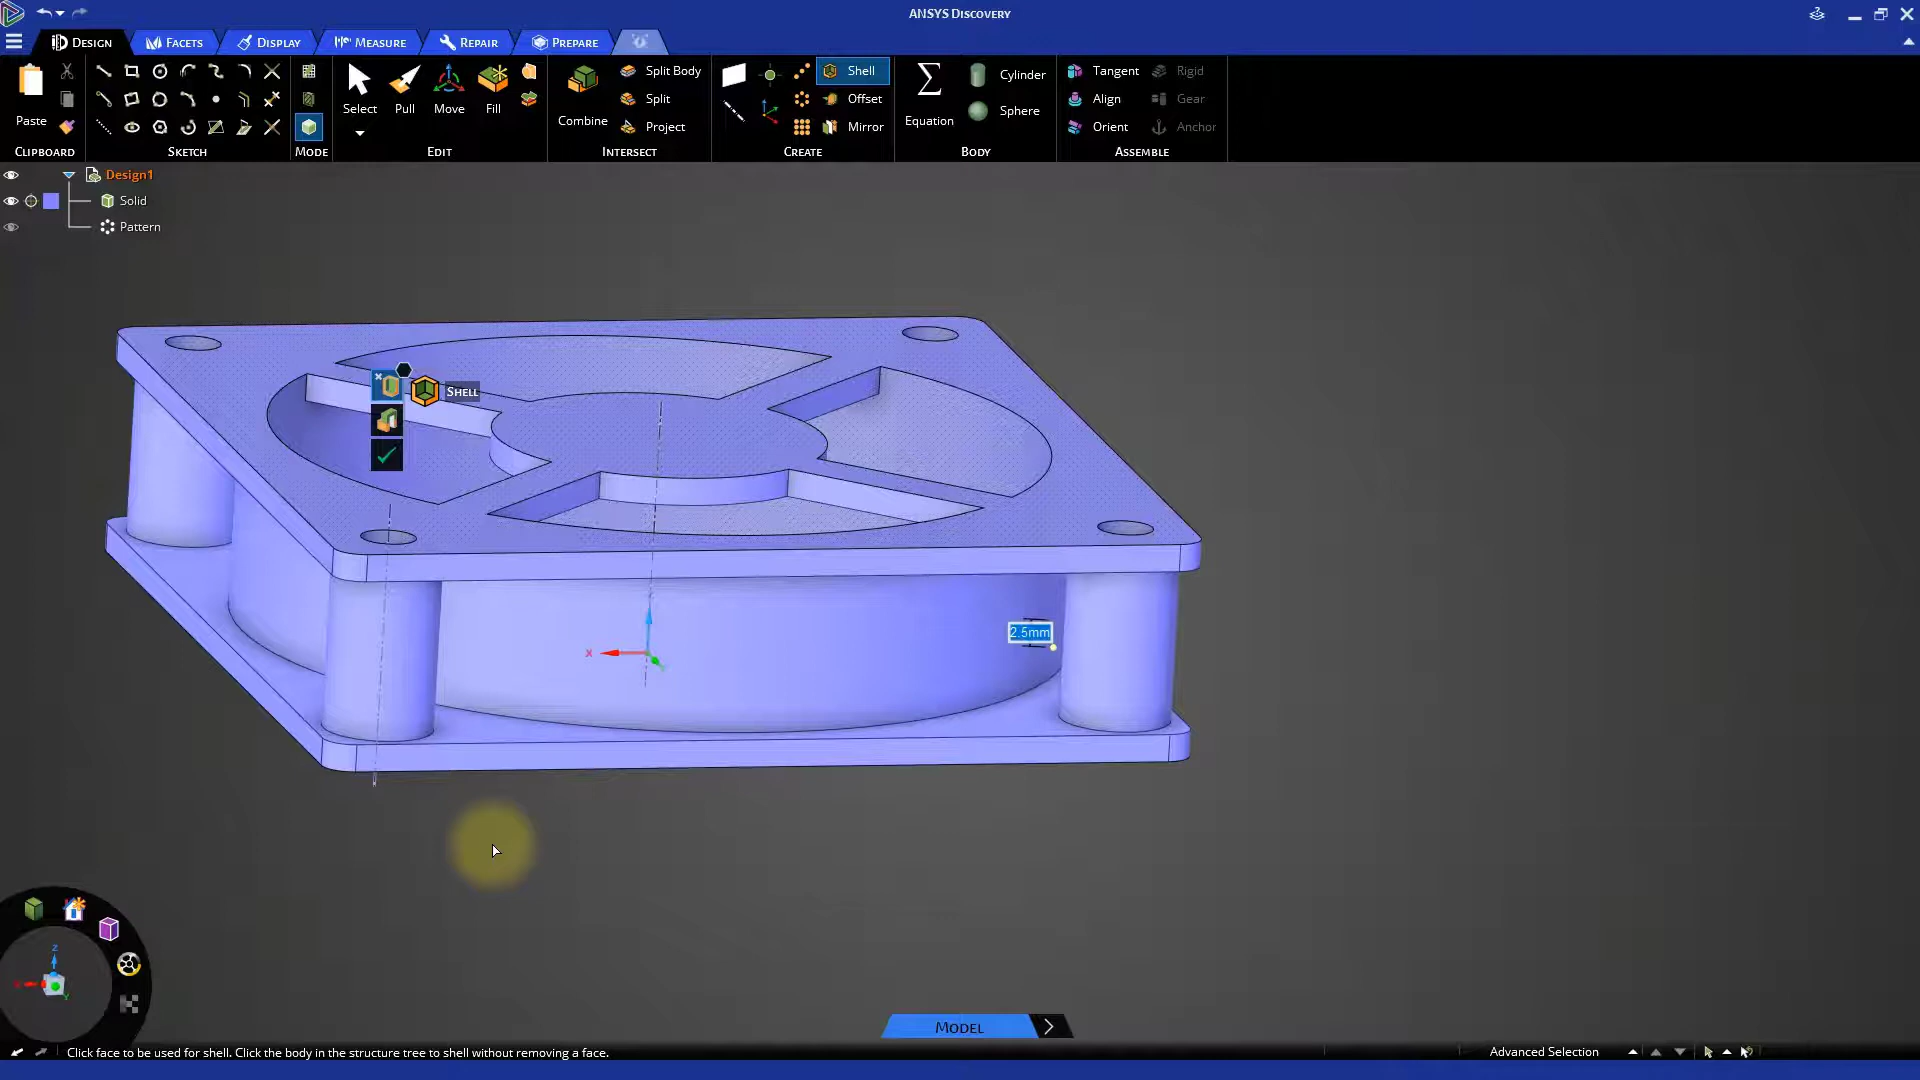 ANSYS Discovery
Design
Facets
Display
Measure
Repair
Prepare
Paste
Select
Pull
Move
Fill
Combine
Split Body
Split
Project
Shell
Offset
Mirror
Equation
Cylinder
Sphere
Tangent
Align
Orient
Rigid
Gear
Anchor
Clipboard
Sketch
Mode
Edit
Intersect
Create
Body
Assemble
Design1
Solid
Pattern
Shell
2.5mm
X
Z
X
Y
Model
Click face to be used for shell. Click the body in the structure tree to shell without removing a face.
Advanced Selection